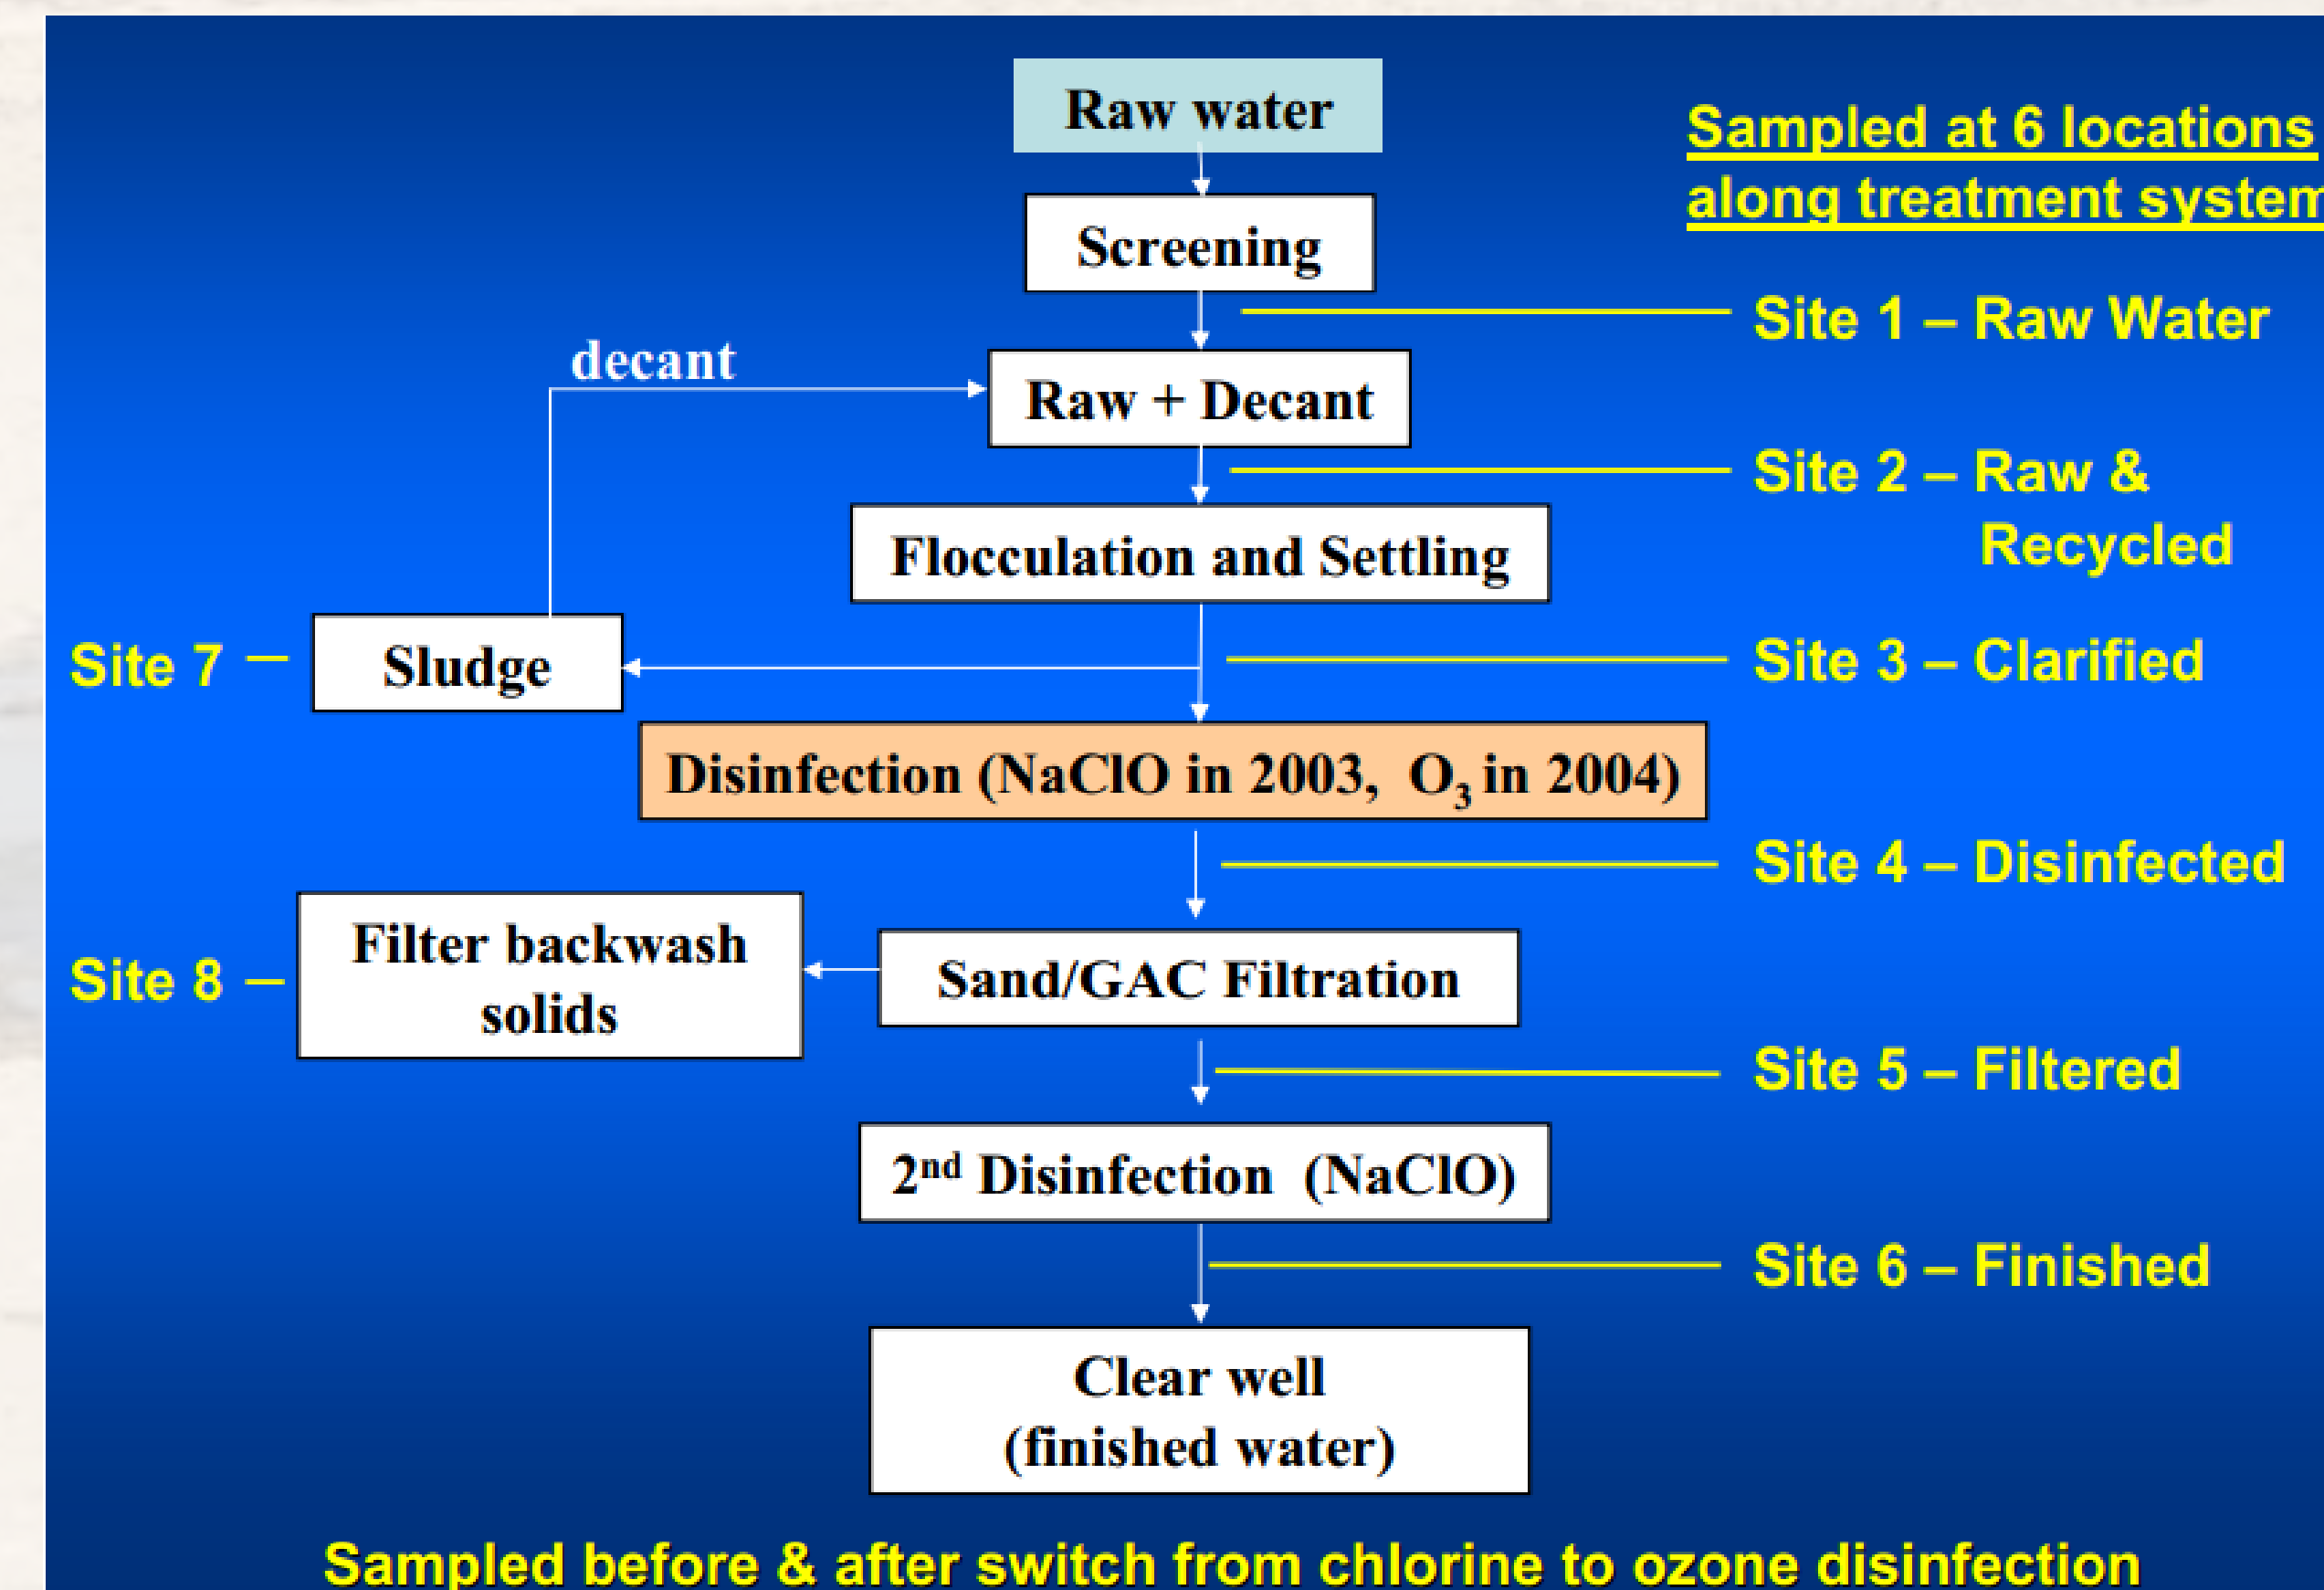 Raw water
Sampled at 6 locations
along treatment system
Screening
Site 1 – Raw Water
decant
Raw + Decant
Site 2 – Raw &
Recycled
Flocculation and Settling
Site 7 –
Sludge
Site 3 – Clarified
Disinfection (NaClO in 2003, O₃ in 2004)
Site 4 – Disinfected
Filter backwash
solids
Site 8 –
Sand/GAC Filtration
Site 5 – Filtered
2nd Disinfection (NaClO)
Site 6 – Finished
Clear well
(finished water)
Sampled before & after switch from chlorine to ozone disinfection